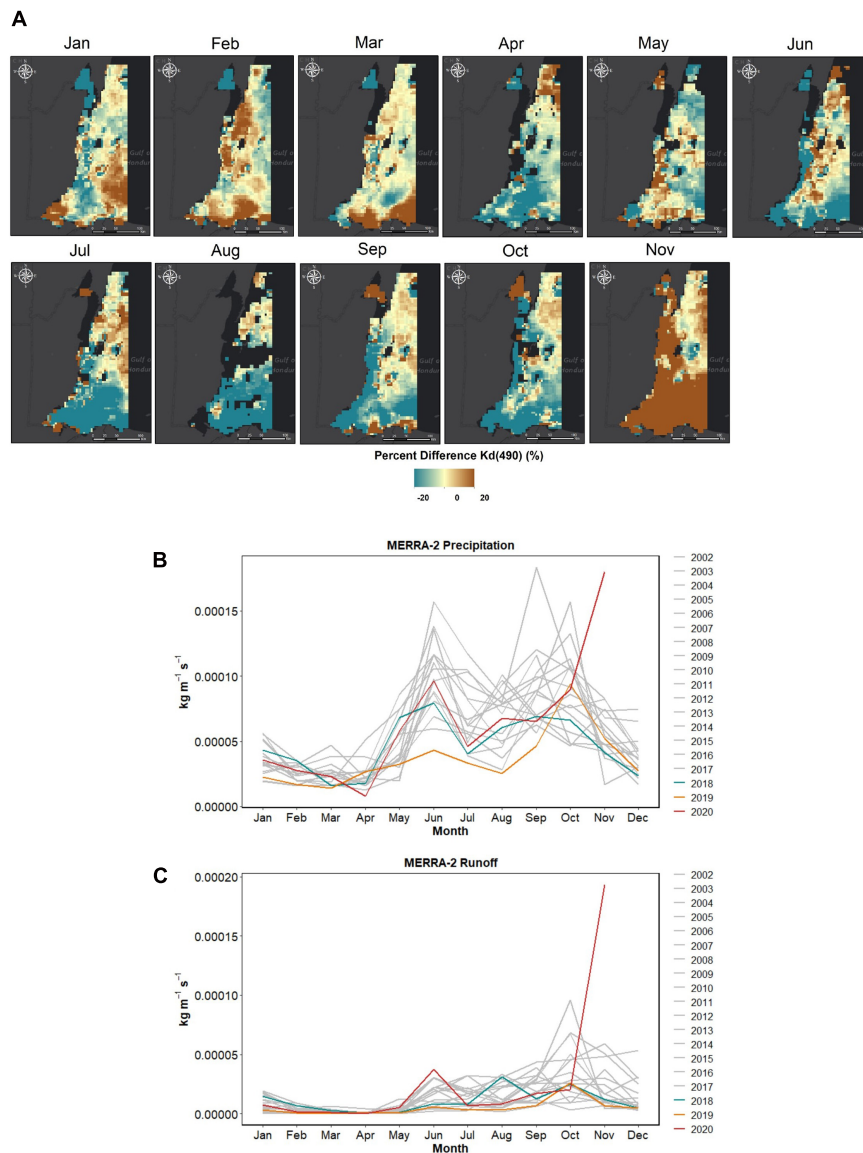 A
Jan
Feb
Mar
Apr
May
Jun
Jul
Aug
Sep
Oct
Nov
Percent Difference Kd(490) (%)
-20 0 20
B
MERRA-2 Precipitation
kg m⁻¹ s⁻¹
0.00015
0.00010
0.00005
0.00000
Jan Feb Mar Apr May Jun Jul Aug Sep Oct Nov Dec
Month
2002
2003
2004
2005
2006
2007
2008
2009
2010
2011
2012
2013
2014
2015
2016
2017
2018
2019
2020
C
MERRA-2 Runoff
kg m⁻¹ s⁻¹
0.00020
0.00015
0.00010
0.00005
0.00000
Jan Feb Mar Apr May Jun Jul Aug Sep Oct Nov Dec
Month
2002
2003
2004
2005
2006
2007
2008
2009
2010
2011
2012
2013
2014
2015
2016
2017
2018
2019
2020